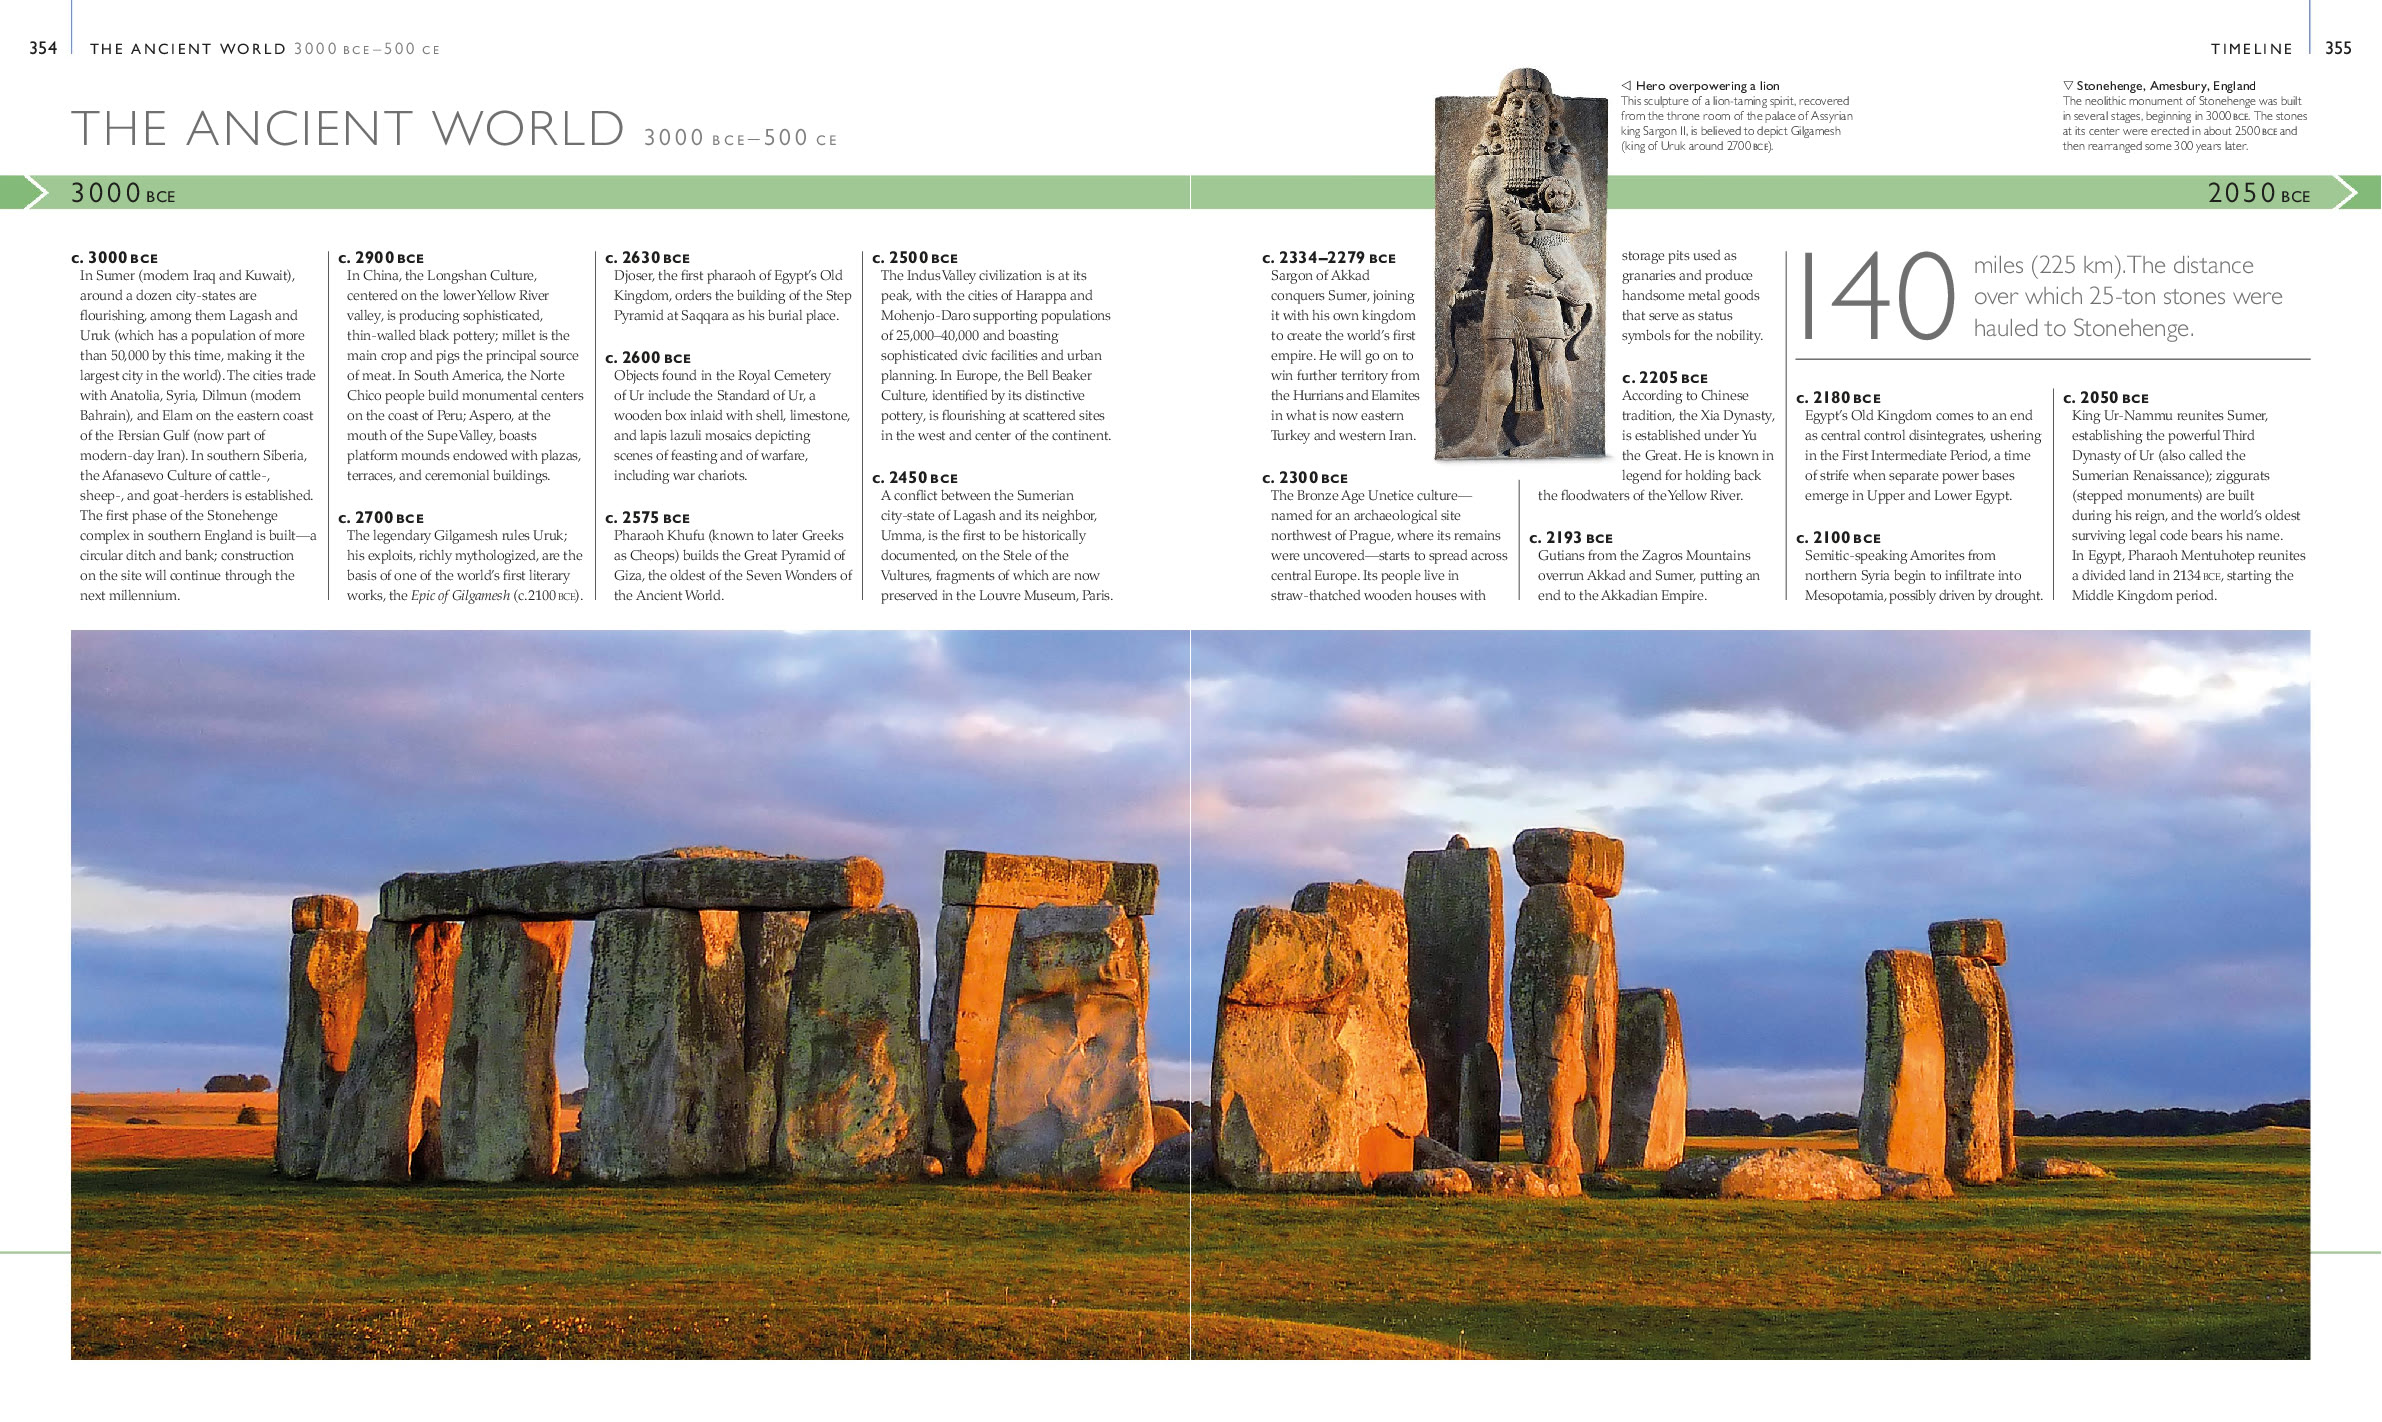 354
THE ANCIENT WORLD 3000 BCE–500 CE
TIMELINE
355
THE ANCIENT WORLD 3000 BCE–500 CE
◁ Hero overpowering a lion
This sculpture of a lion-taming spirit, recovered
from the throne room of the palace of Assyrian
king Sargon II, is believed to depict Gilgamesh
(king of Uruk around 2700 BCE).
▽ Stonehenge, Amesbury, England
The neolithic monument of Stonehenge was built
in several stages, beginning in 3000 BCE. The stones
at its center were erected in about 2500 BCE and
then rearranged some 300 years later.
3000 BCE
2050 BCE
c. 3000 BCE
In Sumer (modern Iraq and Kuwait),
around a dozen city-states are
flourishing, among them Lagash and
Uruk (which has a population of more
than 50,000 by this time, making it the
largest city in the world). The cities trade
with Anatolia, Syria, Dilmun (modern
Bahrain), and Elam on the eastern coast
of the Persian Gulf (now part of
modern-day Iran). In southern Siberia,
the Afanasevo Culture of cattle-,
sheep-, and goat-herders is established.
The first phase of the Stonehenge
complex in southern England is built—a
circular ditch and bank; construction
on the site will continue through the
next millennium.
c. 2900 BCE
In China, the Longshan Culture,
centered on the lower Yellow River
valley, is producing sophisticated,
thin-walled black pottery; millet is the
main crop and pigs the principal source
of meat. In South America, the Norte
Chico people build monumental centers
on the coast of Peru; Aspero, at the
mouth of the Supe Valley, boasts
platform mounds endowed with plazas,
terraces, and ceremonial buildings.
c. 2700 BCE
The legendary Gilgamesh rules Uruk;
his exploits, richly mythologized, are the
basis of one of the world's first literary
works, the Epic of Gilgamesh (c.2100 BCE).
c. 2630 BCE
Djoser, the first pharaoh of Egypt's Old
Kingdom, orders the building of the Step
Pyramid at Saqqara as his burial place.
c. 2600 BCE
Objects found in the Royal Cemetery
of Ur include the Standard of Ur, a
wooden box inlaid with shell, limestone,
and lapis lazuli mosaics depicting
scenes of feasting and of warfare,
including war chariots.
c. 2575 BCE
Pharaoh Khufu (known to later Greeks
as Cheops) builds the Great Pyramid of
Giza, the oldest of the Seven Wonders of
the Ancient World.
c. 2500 BCE
The Indus Valley civilization is at its
peak, with the cities of Harappa and
Mohenjo-Daro supporting populations
of 25,000–40,000 and boasting
sophisticated civic facilities and urban
planning. In Europe, the Bell Beaker
Culture, identified by its distinctive
pottery, is flourishing at scattered sites
in the west and center of the continent.
c. 2450 BCE
A conflict between the Sumerian
city-state of Lagash and its neighbor,
Umma, is the first to be historically
documented, on the Stele of the
Vultures, fragments of which are now
preserved in the Louvre Museum, Paris.
c. 2334–2279 BCE
Sargon of Akkad
conquers Sumer, joining
it with his own kingdom
to create the world's first
empire. He will go on to
win further territory from
the Hurrians and Elamites
in what is now eastern
Turkey and western Iran.
c. 2300 BCE
The Bronze Age Unetice culture—
named for an archaeological site
northwest of Prague, where its remains
were uncovered—starts to spread across
central Europe. Its people live in
straw-thatched wooden houses with
storage pits used as
granaries and produce
handsome metal goods
that serve as status
symbols for the nobility.
c. 2205 BCE
According to Chinese
tradition, the Xia Dynasty,
is established under Yu
the Great. He is known in
legend for holding back
the floodwaters of the Yellow River.
c. 2193 BCE
Gutians from the Zagros Mountains
overrun Akkad and Sumer, putting an
end to the Akkadian Empire.
140
miles (225 km). The distance
over which 25-ton stones were
hauled to Stonehenge.
c. 2180 BCE
Egypt's Old Kingdom comes to an end
as central control disintegrates, ushering
in the First Intermediate Period, a time
of strife when separate power bases
emerge in Upper and Lower Egypt.
c. 2100 BCE
Semitic-speaking Amorites from
northern Syria begin to infiltrate into
Mesopotamia, possibly driven by drought.
c. 2050 BCE
King Ur-Nammu reunites Sumer,
establishing the powerful Third
Dynasty of Ur (also called the
Sumerian Renaissance); ziggurats
(stepped monuments) are built
during his reign, and the world's oldest
surviving legal code bears his name.
In Egypt, Pharaoh Mentuhotep reunites
a divided land in 2134 BCE, starting the
Middle Kingdom period.